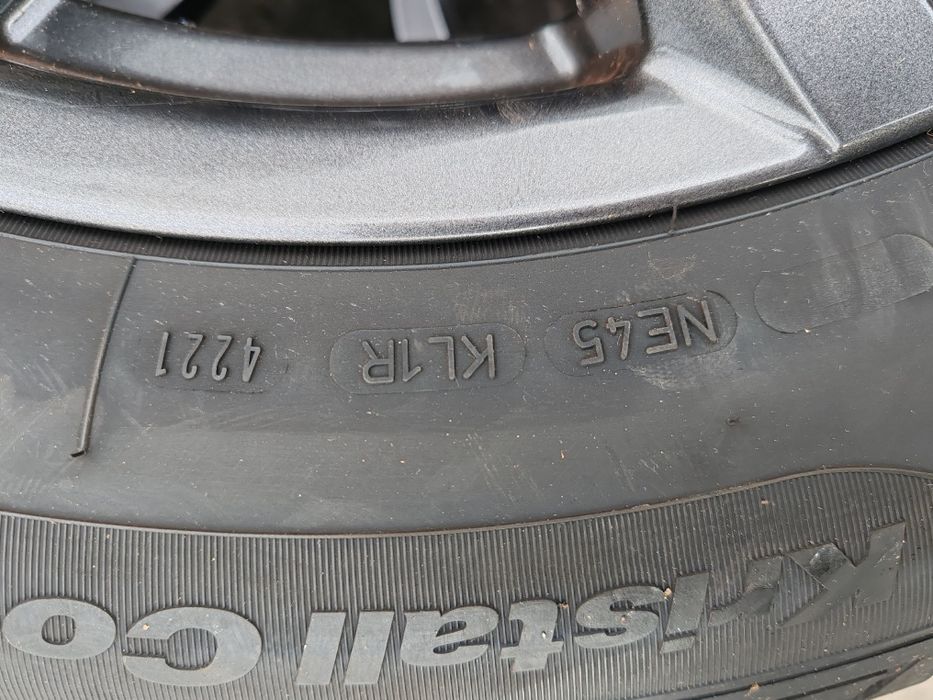 NE45 KL1R 4221
Kristall Co